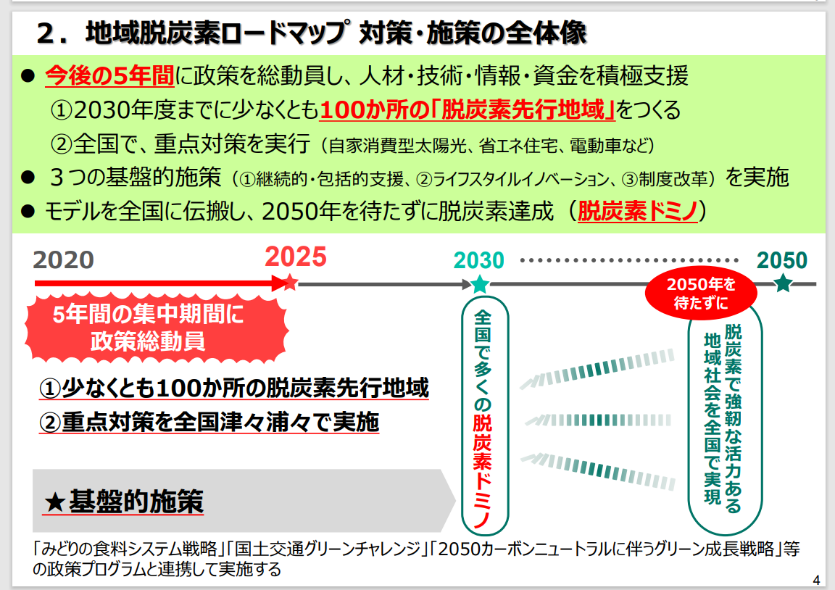 ２．地域脱炭素ロードマップ 対策・施策の全体像
● 今後の5年間に政策を総動員し、人材・技術・情報・資金を積極支援
①2030年度までに少なくとも100か所の「脱炭素先行地域」をつくる
②全国で、重点対策を実行（自家消費型太陽光、省エネ住宅、電動車など）
● ３つの基盤的施策（①継続的・包括的支援、②ライフスタイルイノベーション、③制度改革）を実施
● モデルを全国に伝搬し、2050年を待たずに脱炭素達成（脱炭素ドミノ）
2020
2025
2030
2050
5年間の集中期間に
政策総動員
①少なくとも100か所の脱炭素先行地域
②重点対策を全国津々浦々で実施
★基盤的施策
全国で多くの脱炭素ドミノ
2050年を
待たずに
脱炭素で強靭な活力ある
地域社会を全国で実現
「みどりの食料システム戦略」「国土交通グリーンチャレンジ」「2050カーボンニュートラルに伴うグリーン成長戦略」等
の政策プログラムと連携して実施する
4